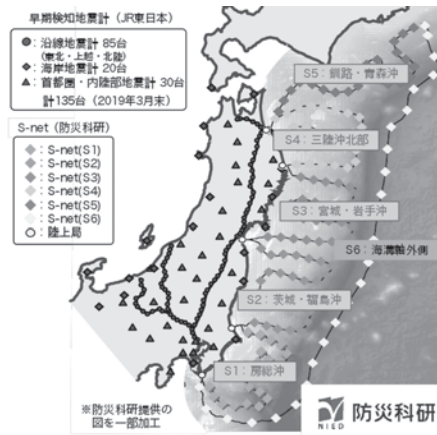 早期検知地震計（JR東日本）
●：沿線地震計 85台
（東北・上越・北陸）
◆：海岸地震計 20台
▲：首都圏・内陸部地震計 30台
計135台（2019年3月末）
S-net（防災科研）
◆：S-net(S1)
◆：S-net(S2)
◆：S-net(S3)
◆：S-net(S4)
◆：S-net(S5)
◆：S-net(S6)
○：陸上局
S5：釧路・青森沖
S4：三陸沖北部
S3：宮城・岩手沖
S6：海溝軸外側
S2：茨城・福島沖
S1：房総沖
※防災科研提供の
図を一部加工
NIED 防災科研